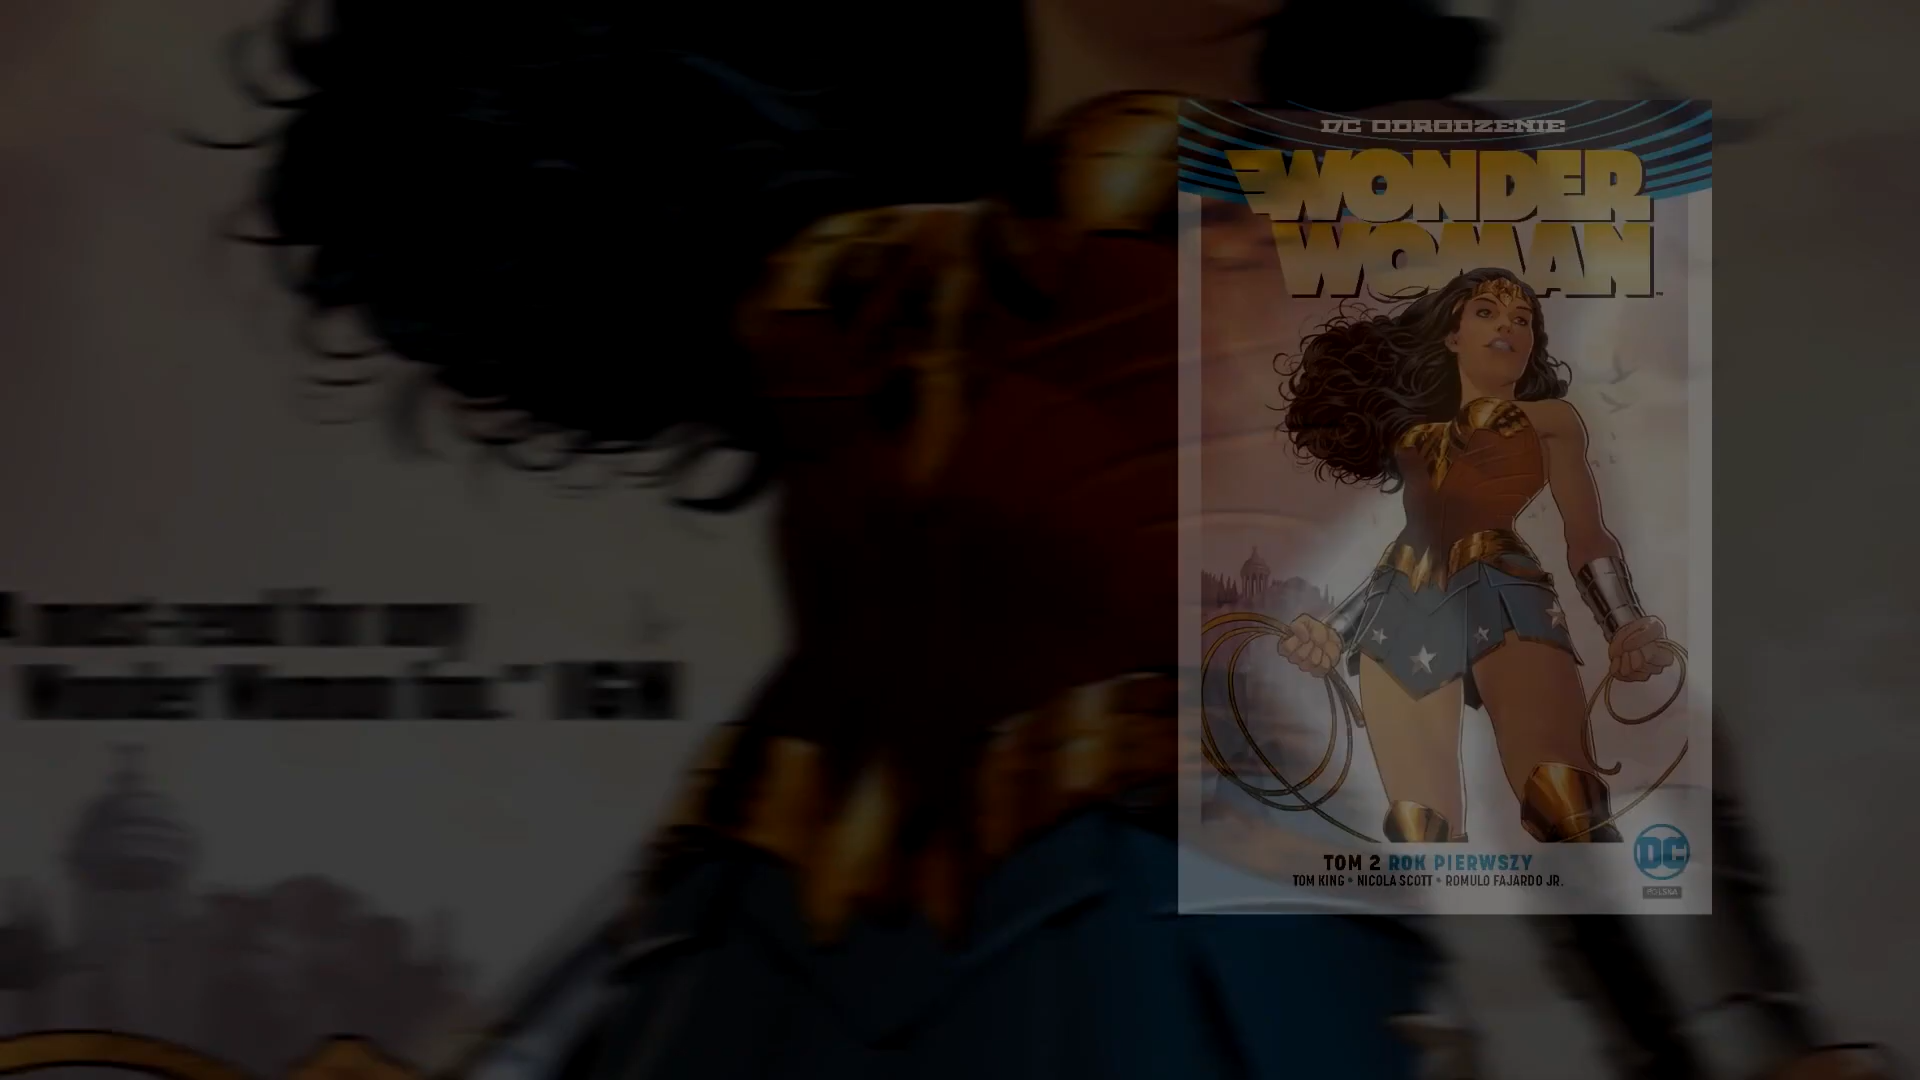 DC ODRODZENIE
WONDER
WOMAN
TOM 2 ROK PIERWSZY
TOM KING • NICOLA SCOTT • ROMULO FAJARDO JR.
DC
POLSKA